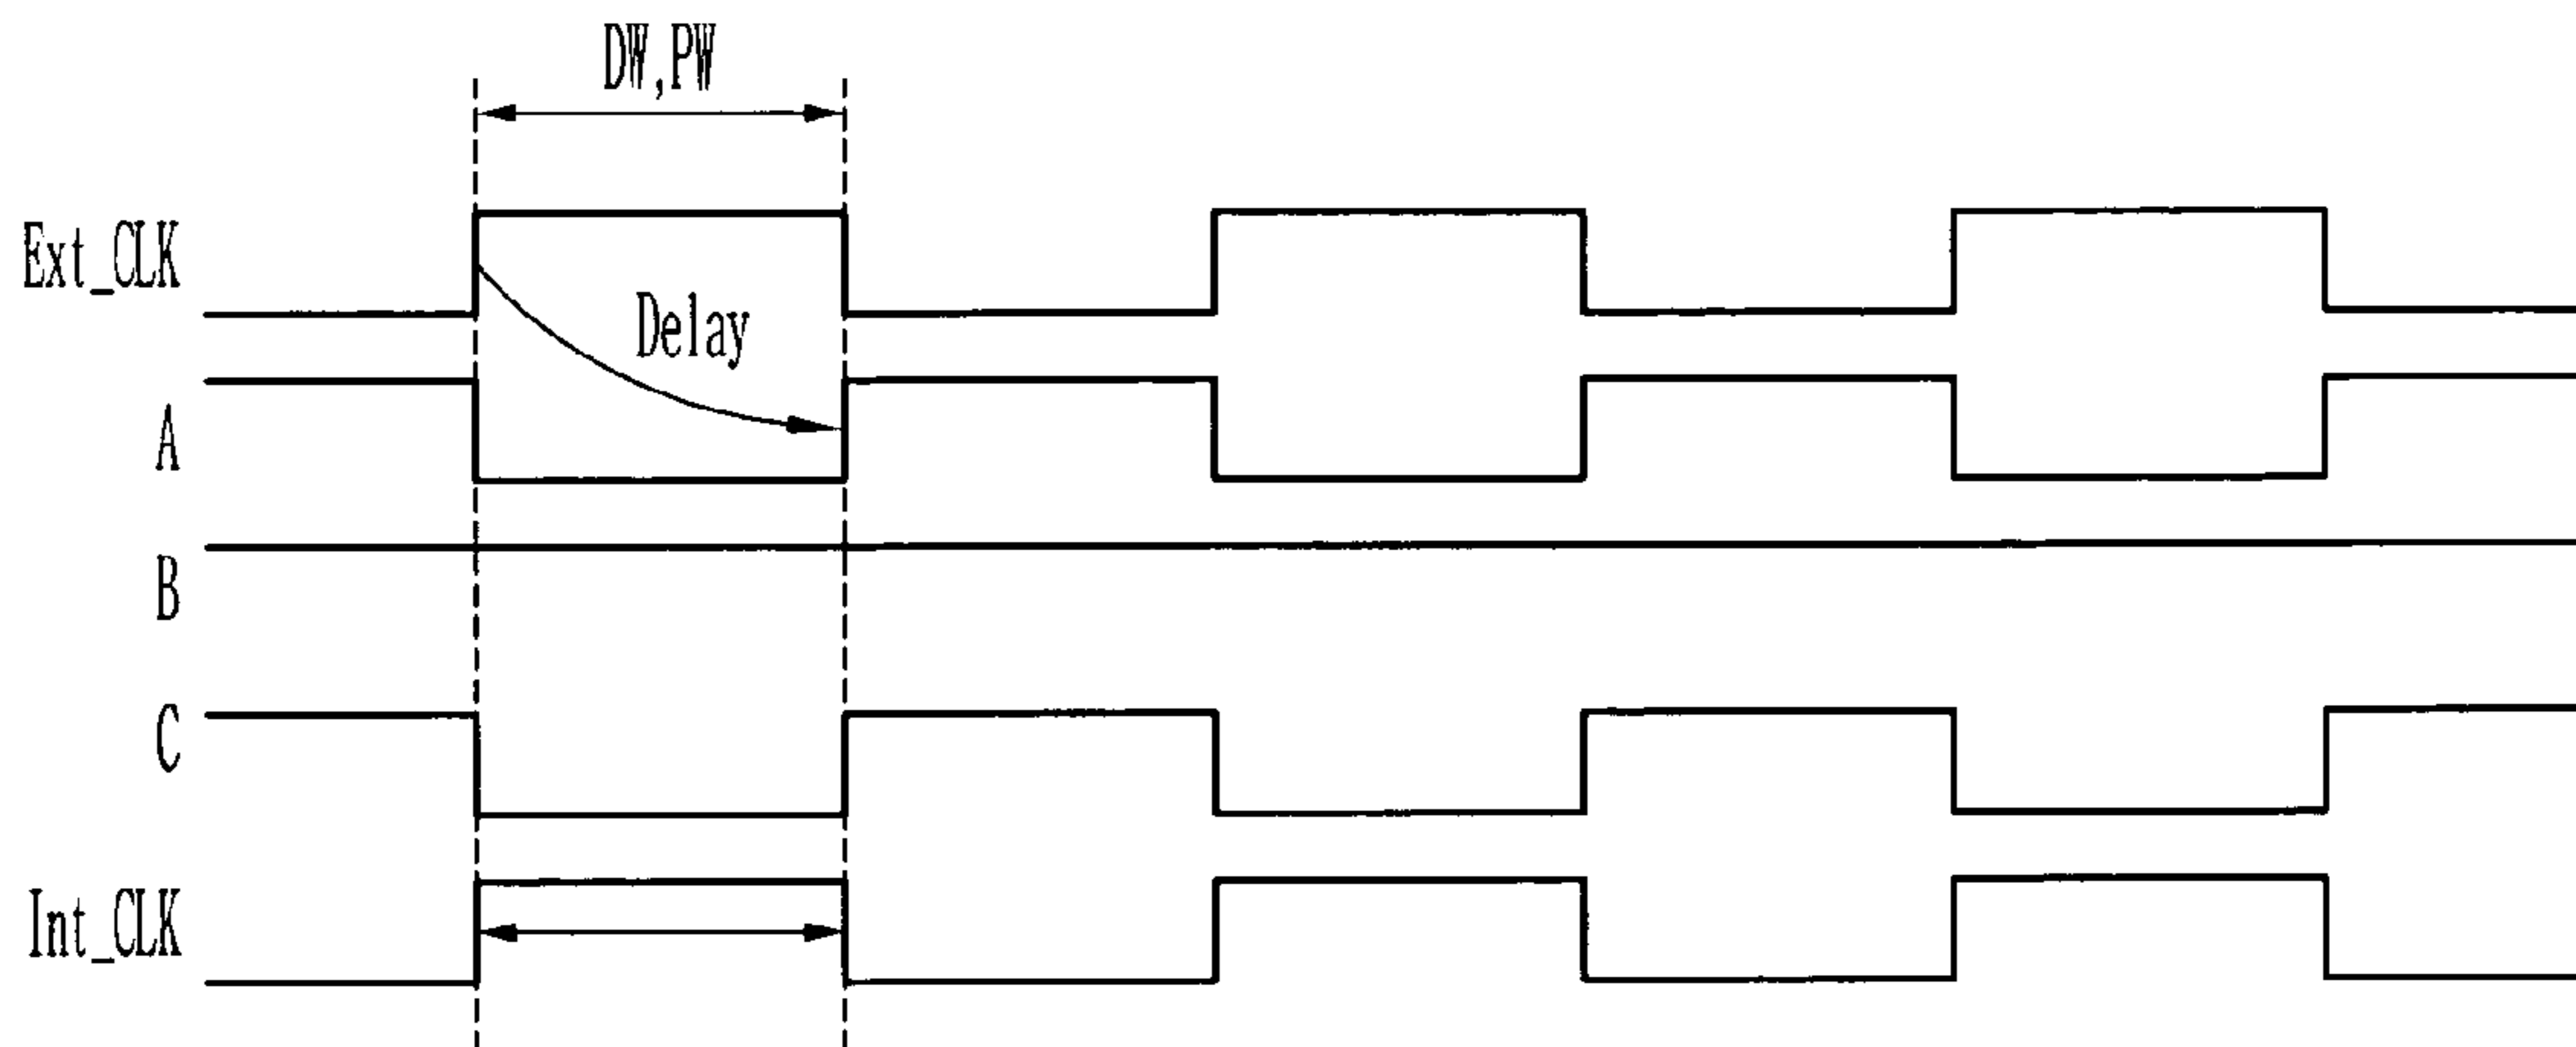 DW,PW
Ext_CLK
Delay
A
B
C
Int_CLK